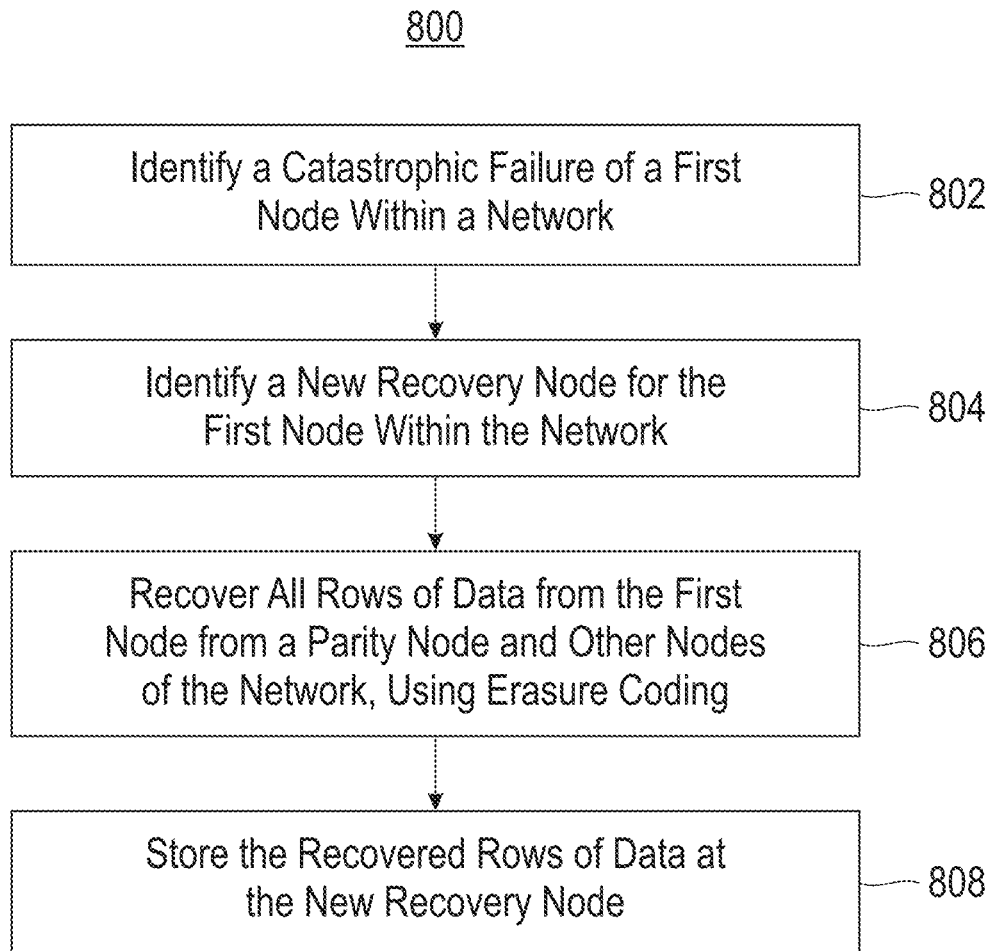 800
Identify a Catastrophic Failure of a First
Node Within a Network
802
Identify a New Recovery Node for the
First Node Within the Network
804
Recover All Rows of Data from the First
Node from a Parity Node and Other Nodes
of the Network, Using Erasure Coding
806
Store the Recovered Rows of Data at
the New Recovery Node
808